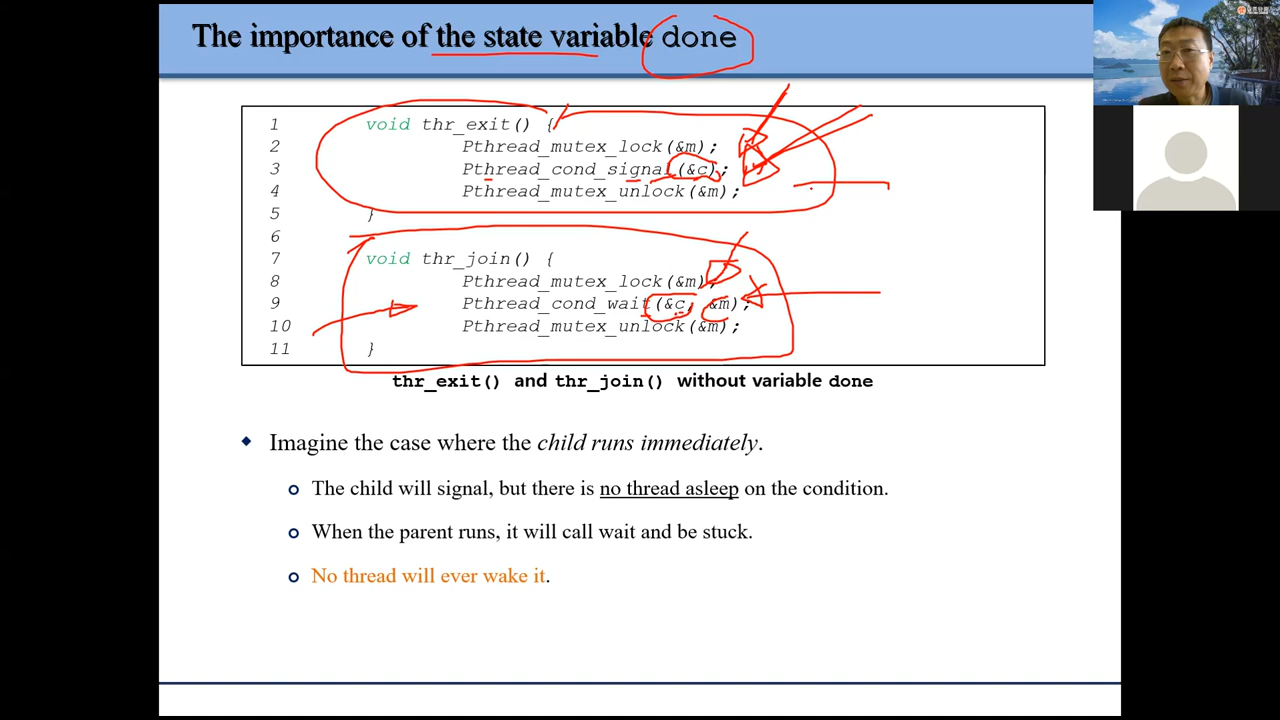 The importance of the state variable done
1 void thr_exit() {
2 Pthread_mutex_lock(&m);
3 Pthread_cond_signal(&c);
4 Pthread_mutex_unlock(&m);
5 }
6
7 void thr_join() {
8 Pthread_mutex_lock(&m);
9 Pthread_cond_wait(&c, &m);
10 Pthread_mutex_unlock(&m);
11 }
thr_exit() and thr_join() without variable done
Imagine the case where the child runs immediately.
The child will signal, but there is no thread asleep on the condition.
When the parent runs, it will call wait and be stuck.
No thread will ever wake it.